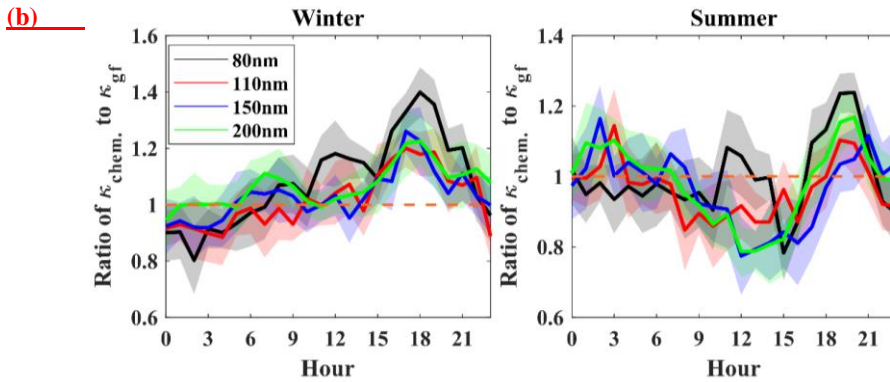 (b)
Winter
Summer
Ratio of κchem. to κgf
1.6
1.4
1.2
1
0.8
0.6
80nm
110nm
150nm
200nm
0 3 6 9 12 15 18 21
Hour
Ratio of κchem. to κgf
1.4
1.2
1
0.8
0.6
0 3 6 9 12 15 18 21
Hour